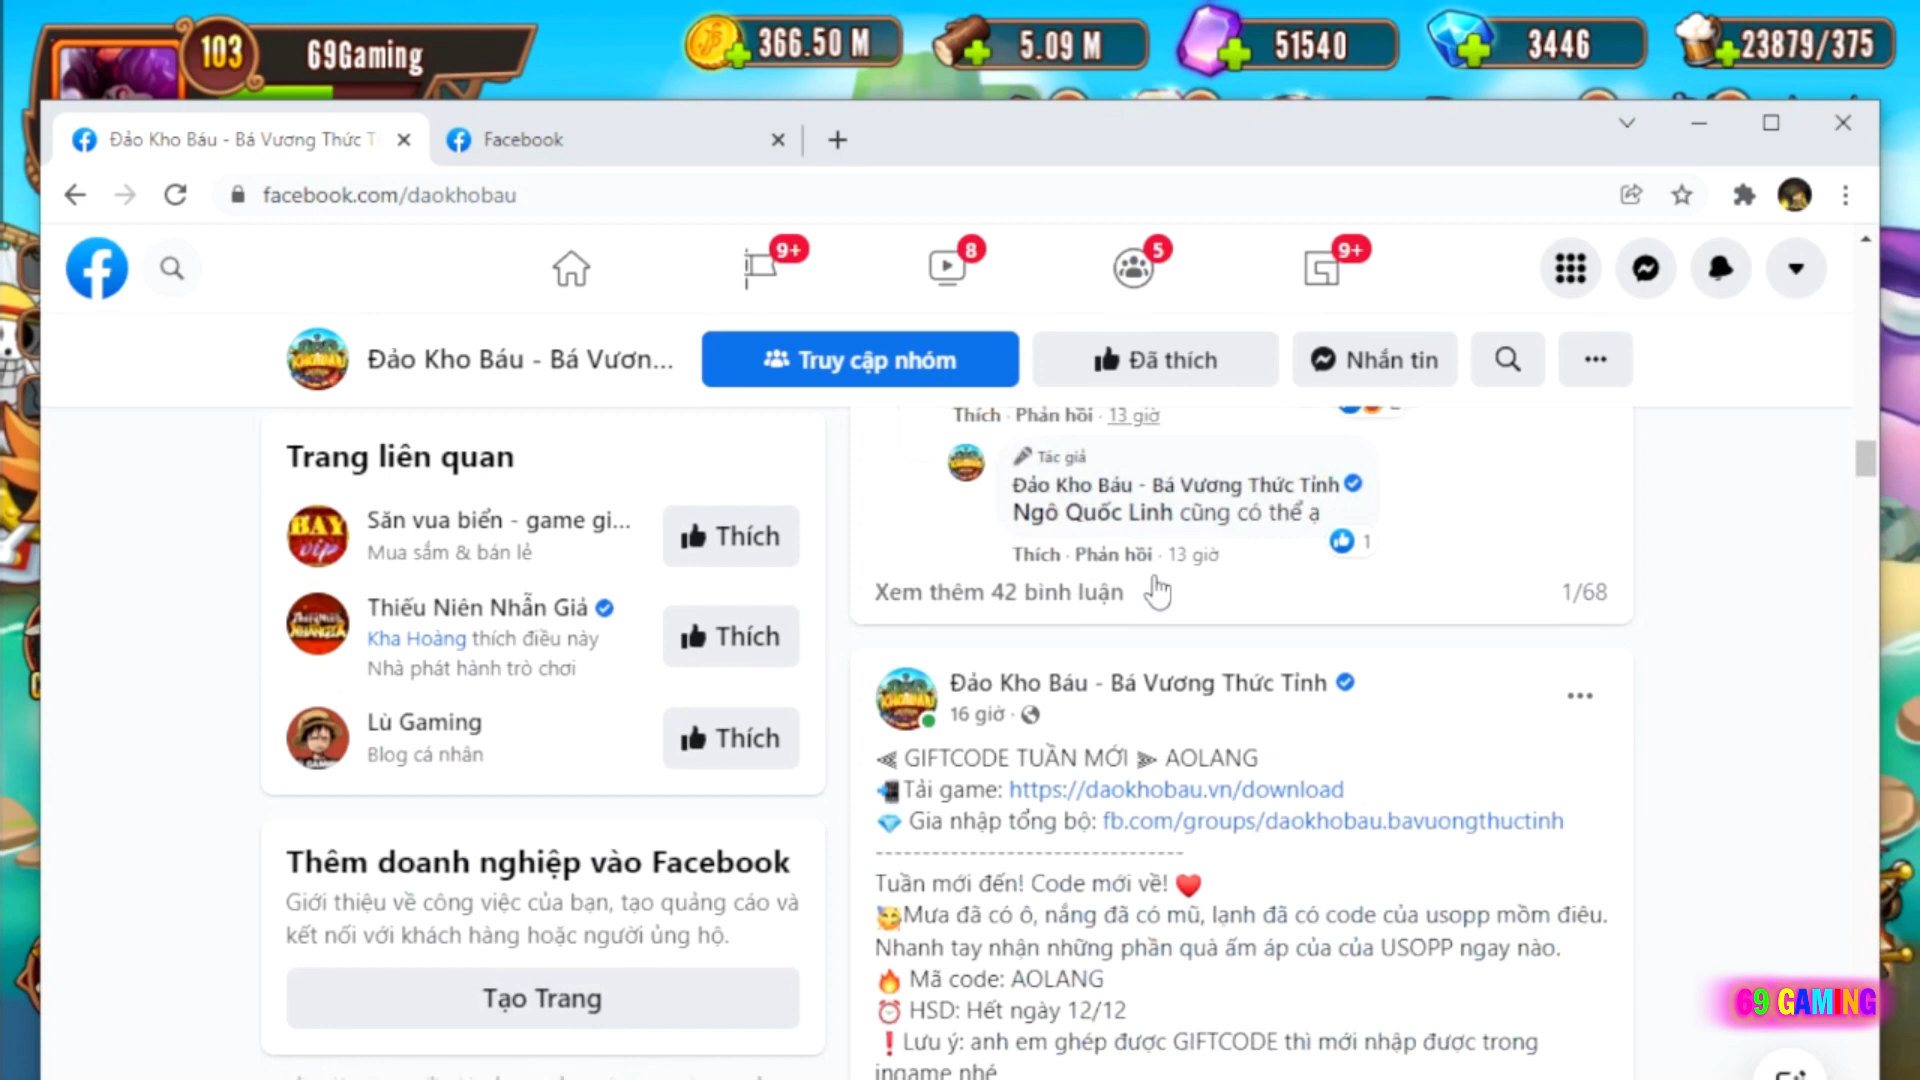 103
69Gaming
366.50 M
5.09 M
51540
3446
23879/375
Đảo Kho Báu - Bá Vương Thức T
Facebook
facebook.com/daokhobau
9+
8
5
9+
Đảo Kho Báu - Bá Vươn...
Truy cập nhóm
Đã thích
Nhắn tin
Trang liên quan
Săn vua biển - game gi...
Mua sắm & bán lẻ
Thích
Thiếu Niên Nhẫn Giả
Kha Hoàng thích điều này
Nhà phát hành trò chơi
Thích
Lù Gaming
Blog cá nhân
Thích
Thêm doanh nghiệp vào Facebook
Giới thiệu về công việc của bạn, tạo quảng cáo và
kết nối với khách hàng hoặc người ủng hộ.
Tạo Trang
Thích · Phản hồi · 13 giờ
Tác giả
Đảo Kho Báu - Bá Vương Thức Tỉnh
Ngô Quốc Linh cũng có thể ạ
1
Thích · Phản hồi · 13 giờ
Xem thêm 42 bình luận
1/68
Đảo Kho Báu - Bá Vương Thức Tỉnh
16 giờ ·
⫷ GIFTCODE TUẦN MỚI ⫸ AOLANG
📲Tải game: https://daokhobau.vn/download
💎 Gia nhập tổng bộ: fb.com/groups/daokhobau.bavuongthuctinh
---------------------------------
Tuần mới đến! Code mới về! ❤️
🥰Mưa đã có ô, nắng đã có mũ, lạnh đã có code của usopp mồm điêu.
Nhanh tay nhận những phần quà ấm áp của của USOPP ngay nào.
🔥 Mã code: AOLANG
⏰ HSD: Hết ngày 12/12
❗Lưu ý: anh em ghép được GIFTCODE thì mới nhập được trong
ingame nhé
69 GAMING